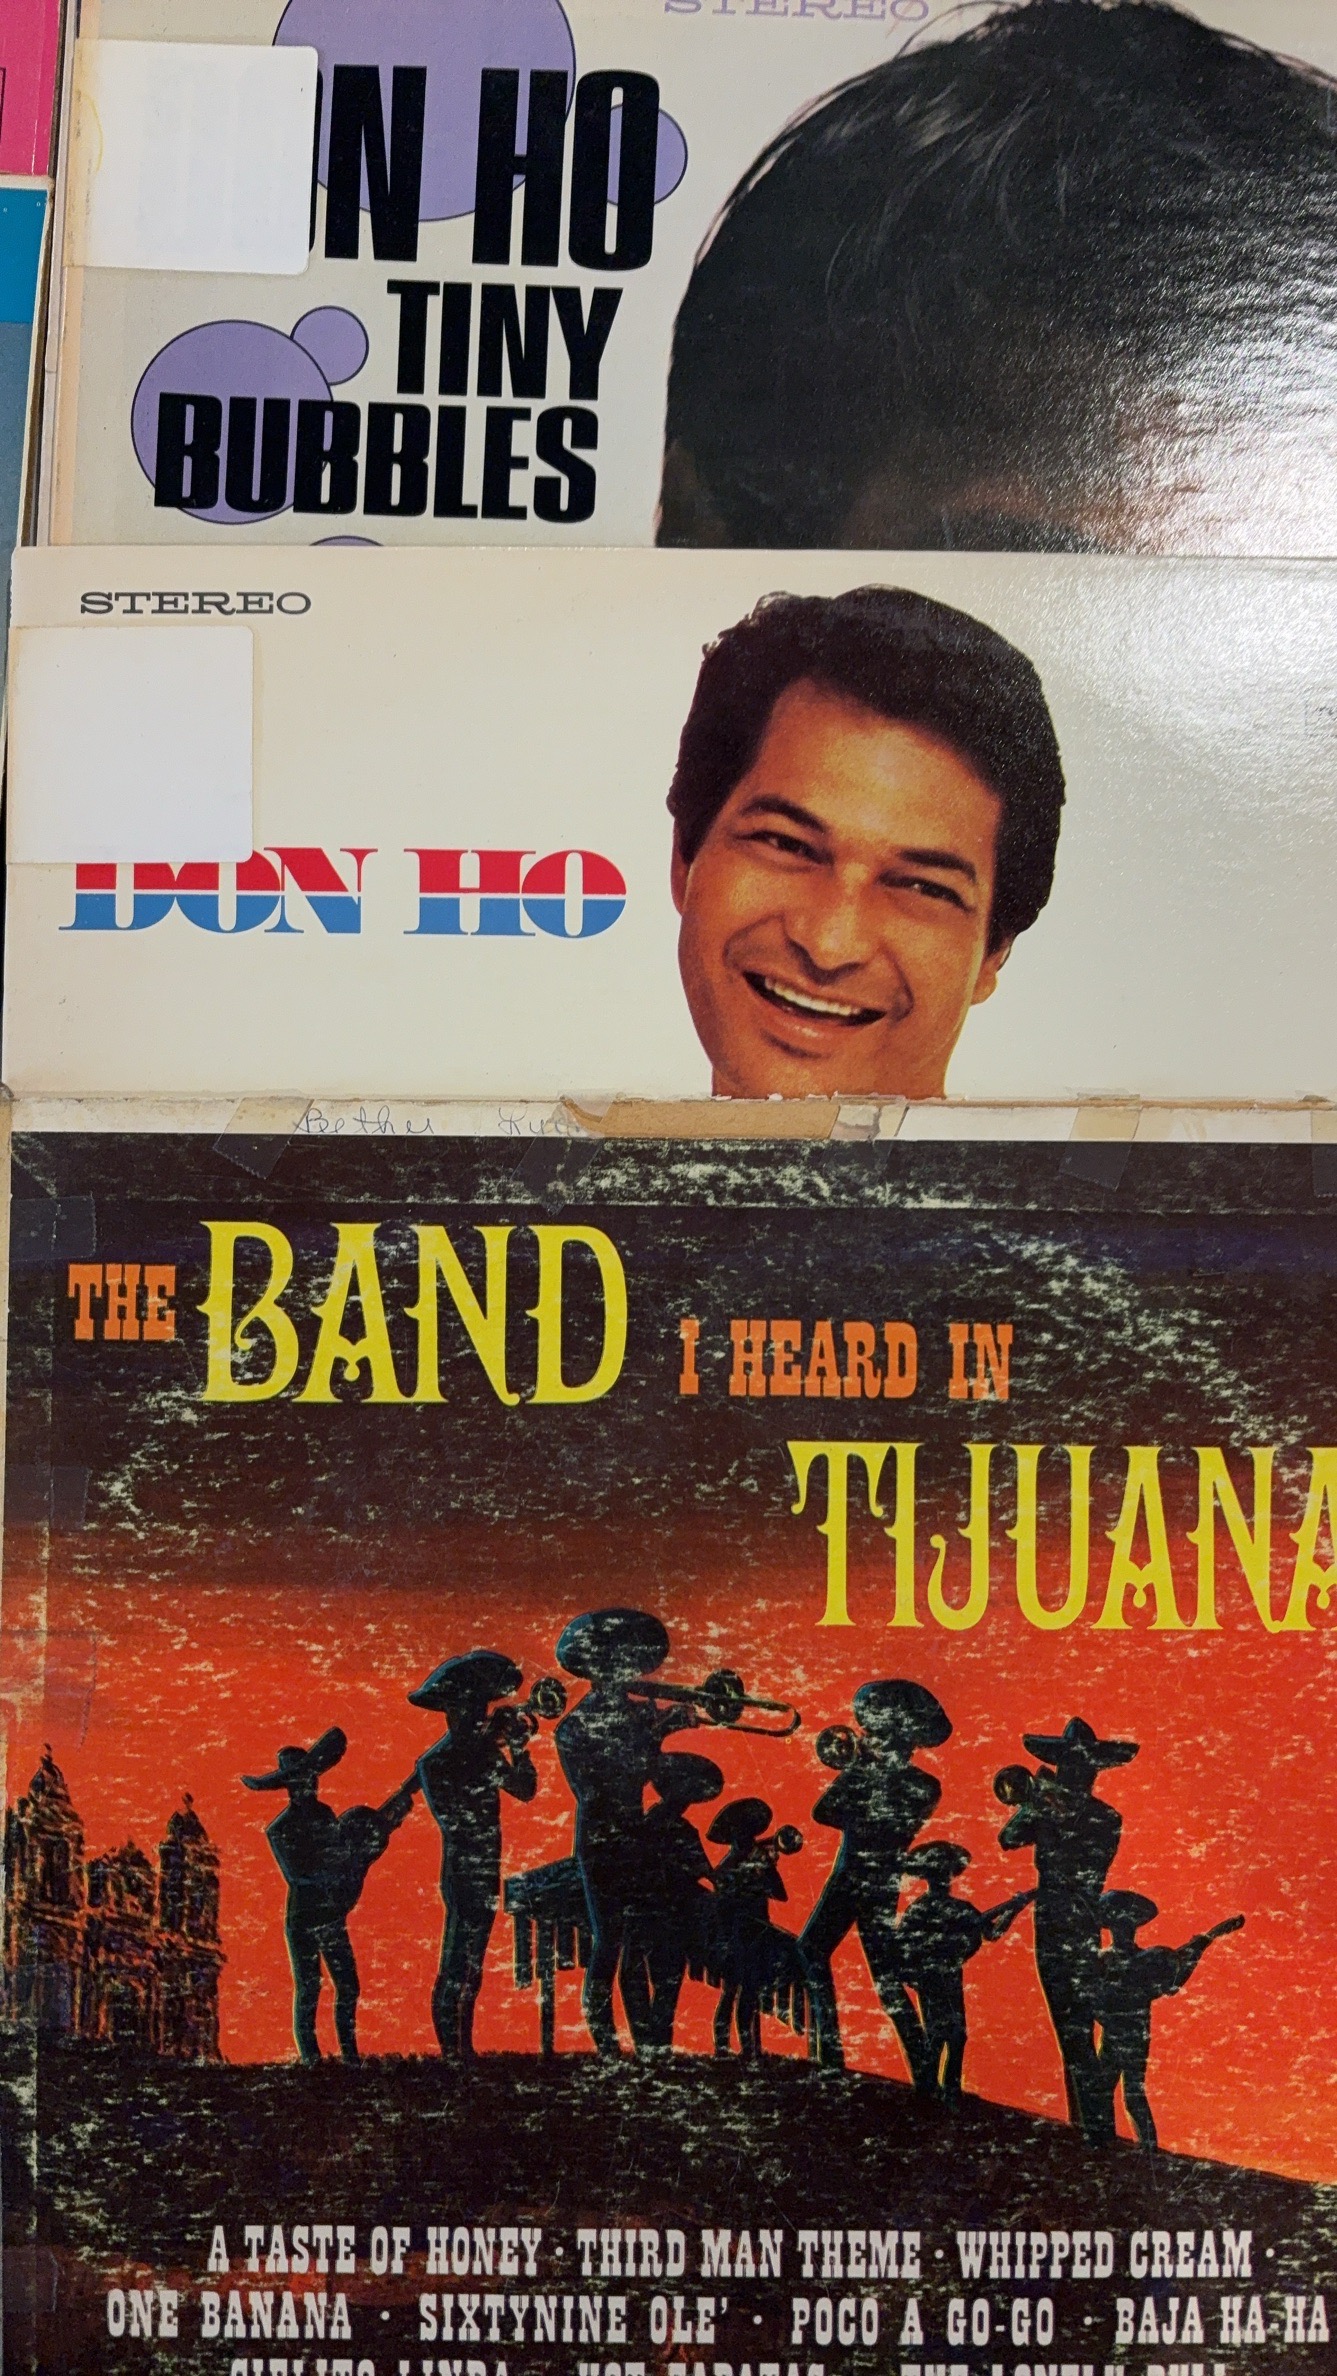 STEREO
ON HO
TINY
BUBBLES
STEREO
DON HO
THE BAND I HEARD IN
TIJUANA
A TASTE OF HONEY · THIRD MAN THEME · WHIPPED CREAM ·
ONE BANANA · SIXTYNINE OLE' · POCO A GO-GO · BAJA HA-HA